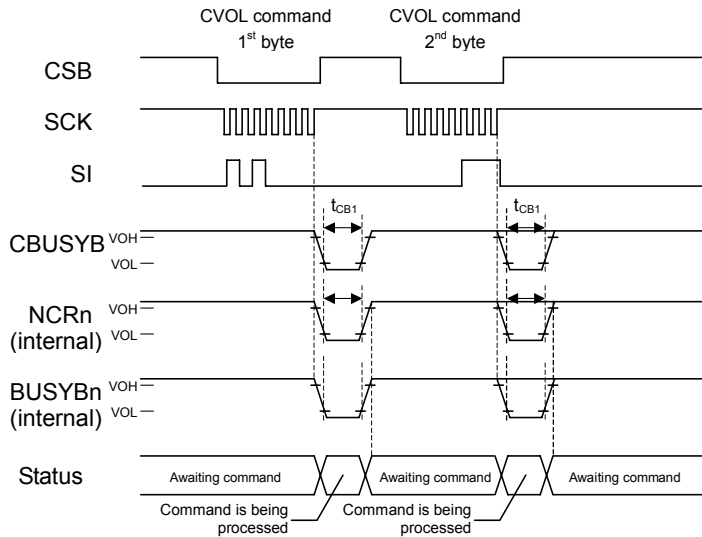 CVOL command
1st byte
CVOL command
2nd byte
CSB
SCK
SI
tCB1
tCB1
CBUSYB
VOH
VOL
NCRn
(internal)
VOH
VOL
BUSYBn
(internal)
VOH
VOL
Status
Awaiting command
Awaiting command
Awaiting command
Command is being
processed
Command is being
processed